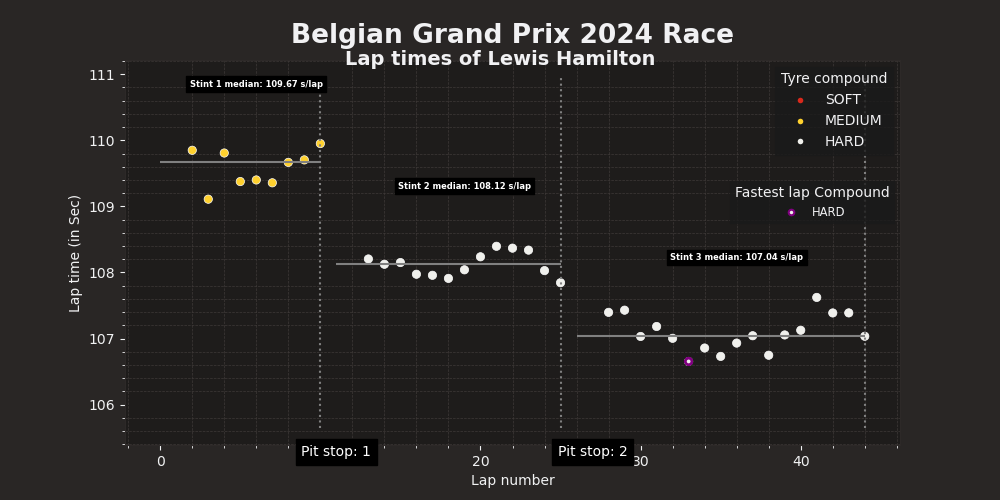 Belgian Grand Prix 2024 Race
Lap times of Lewis Hamilton
111
110
109
108
107
106
Lap time (in Sec)
Stint 1 median: 109.67 s/lap
Stint 2 median: 108.12 s/lap
Stint 3 median: 107.04 s/lap
Tyre compound
SOFT
MEDIUM
HARD
Fastest lap Compound
HARD
Pit stop: 1
Pit stop: 2
0
20
30
40
Lap number